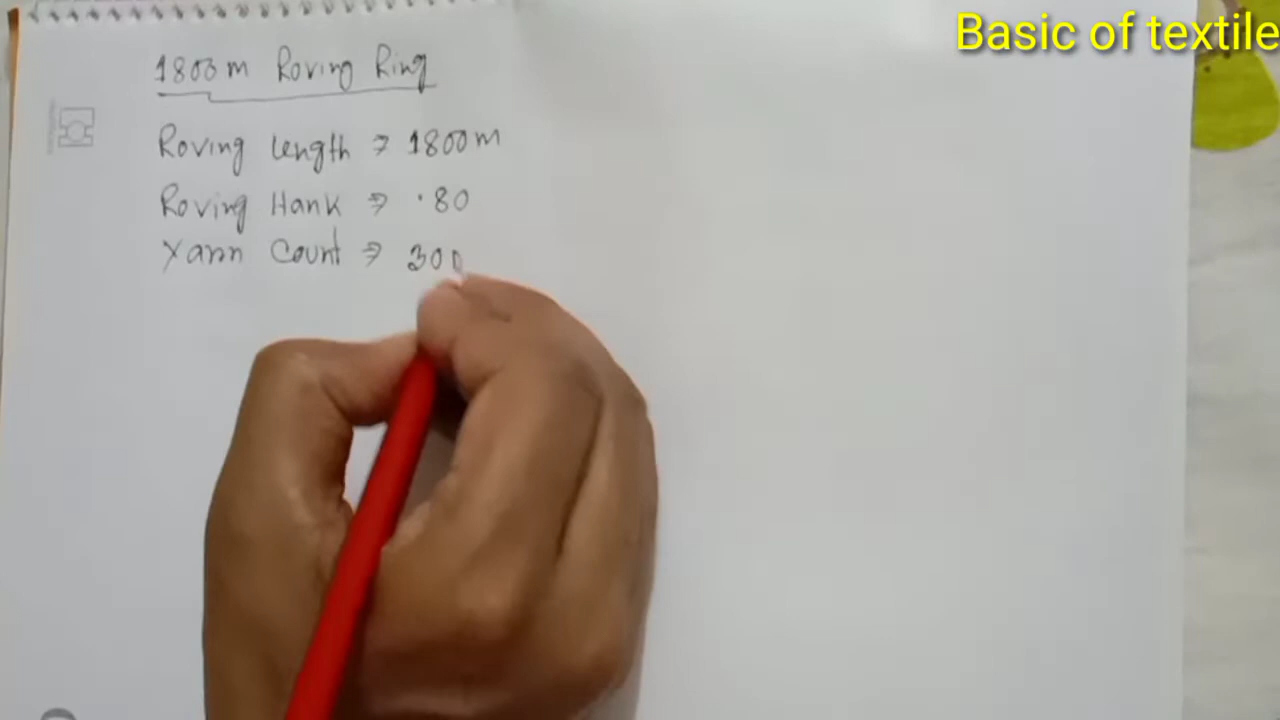 Basic of textile
1800m Roving Ring
Roving Length ⇒ 1800m
Roving Hank ⇒ .80
Yarn Count ⇒ 30